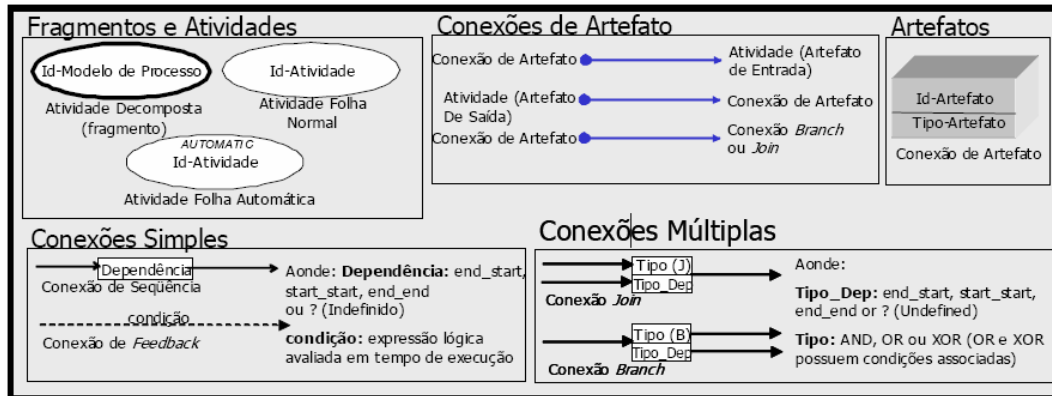 Fragmentos e Atividades
Id-Modelo de Processo
Atividade Decomposta
(fragmento)
Id-Atividade
Atividade Folha
Normal
AUTOMATIC
Id-Atividade
Atividade Folha Automática
Conexões de Artefato
Conexão de Artefato
Atividade (Artefato
de Entrada)
Atividade (Artefato
De Saída)
Conexão de Artefato
Conexão de Artefato
Conexão Branch
ou Join
Artefatos
Id-Artefato
Tipo-Artefato
Conexão de Artefato
Conexões Simples
Dependência
Conexão de Seqüência
Aonde: Dependência: end_start,
start_start, end_end
ou ? (Indefinido)
condição
Conexão de Feedback
condição: expressão lógica
avaliada em tempo de execução
Conexões Múltiplas
Tipo (J)
Tipo_Dep
Conexão Join
Tipo (B)
Tipo_Dep
Conexão Branch
Aonde:
Tipo_Dep: end_start, start_start,
end_end or ? (Undefined)
Tipo: AND, OR ou XOR (OR e XOR
possuem condições associadas)